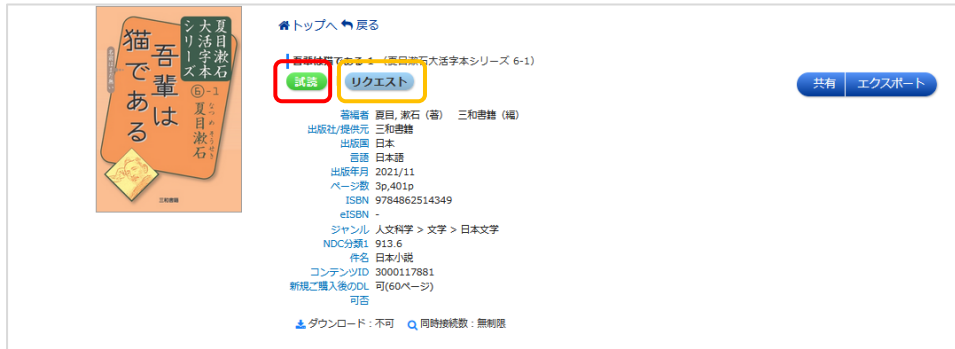 夏目漱石
大活字本
シリーズ
吾輩は
猫である
⑥-1
夏目漱石
なつめそうせき
三和書籍
トップへ 戻る
吾輩は猫である 1 (夏目漱石大活字本シリーズ 6-1)
試読 リクエスト
共有 エクスポート
著編者 夏目, 漱石(著) 三和書籍(編)
出版社/提供元 三和書籍
出版国 日本
言語 日本語
出版年月 2021/11
ページ数 3p,401p
ISBN 9784862514349
eISBN -
ジャンル 人文科学 > 文学 > 日本文学
NDC分類1 913.6
件名 日本小説
コンテンツID 3000117881
新規ご購入後のDL 可(60ページ)
可否
ダウンロード:不可 同時接続数:無制限